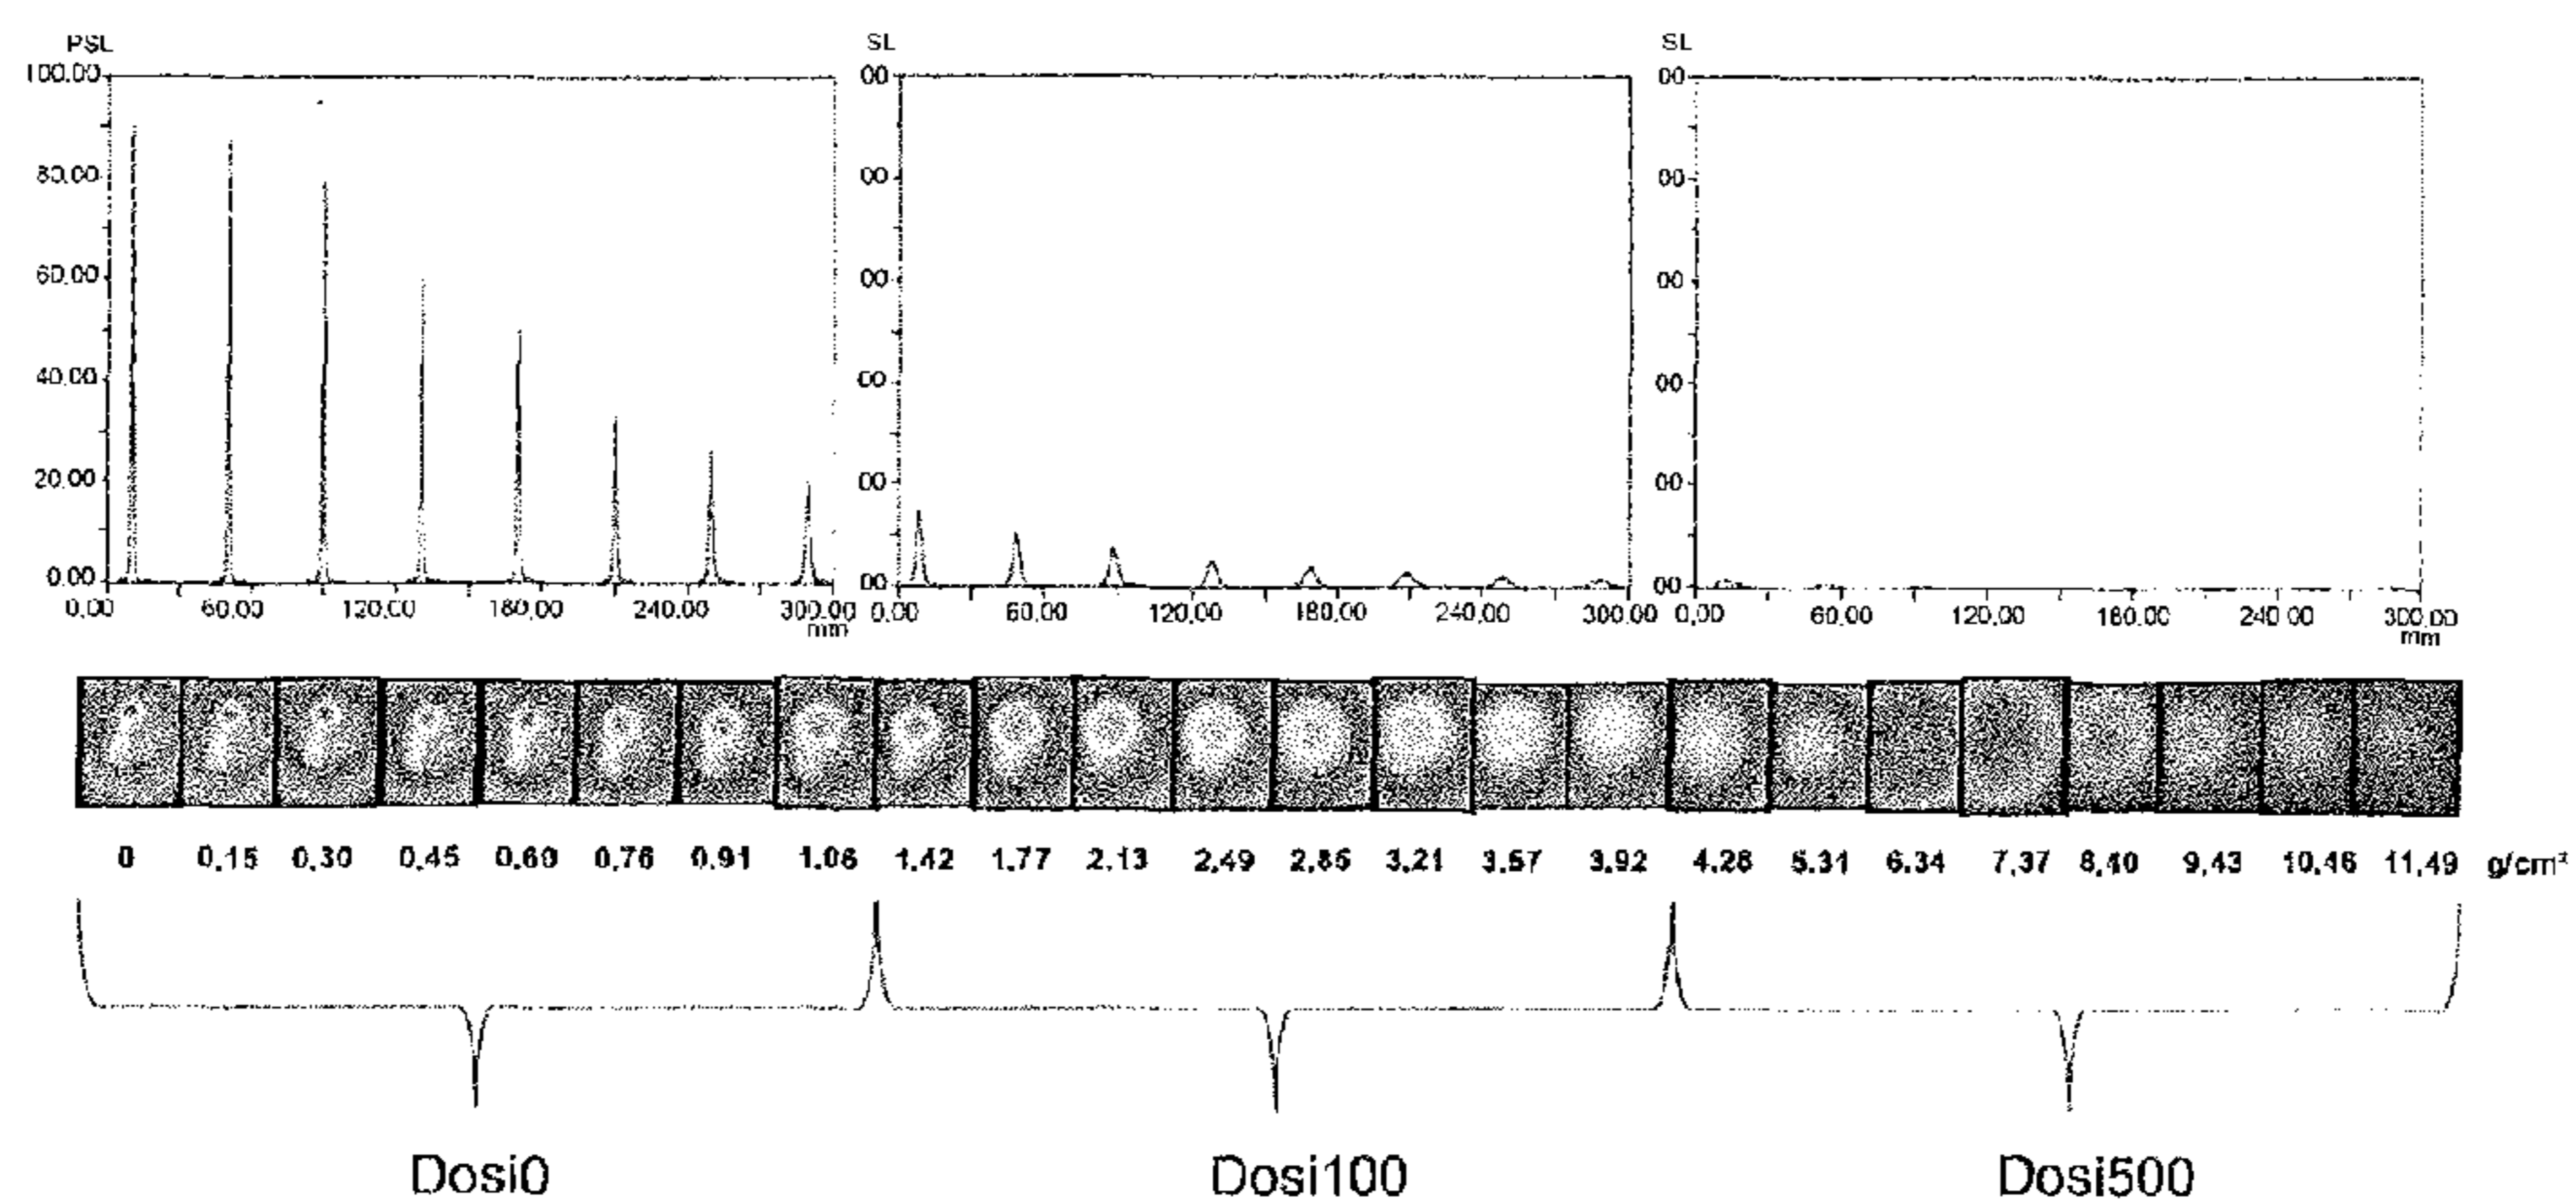 PSL SL SL
100.00 00 00
80.00 00 00
60.00 00 00
40.00 00 00
20.00 00 00
0.00 00 00
0.00 60.00 120.00 180.00 240.00 300.00 0.00 60.00 120.00 180.00 240.00 300.00 0.00 60.00 120.00 180.00 240.00 300.00
mm mm
0 0,15 0,30 0,45 0,60 0,76 0,91 1,06 1,42 1,77 2,13 2,49 2,85 3,21 3,57 3,92 4,28 5,31 6,34 7,37 8,40 9,43 10,46 11,49 g/cm²
Dosi0 Dosi100 Dosi500